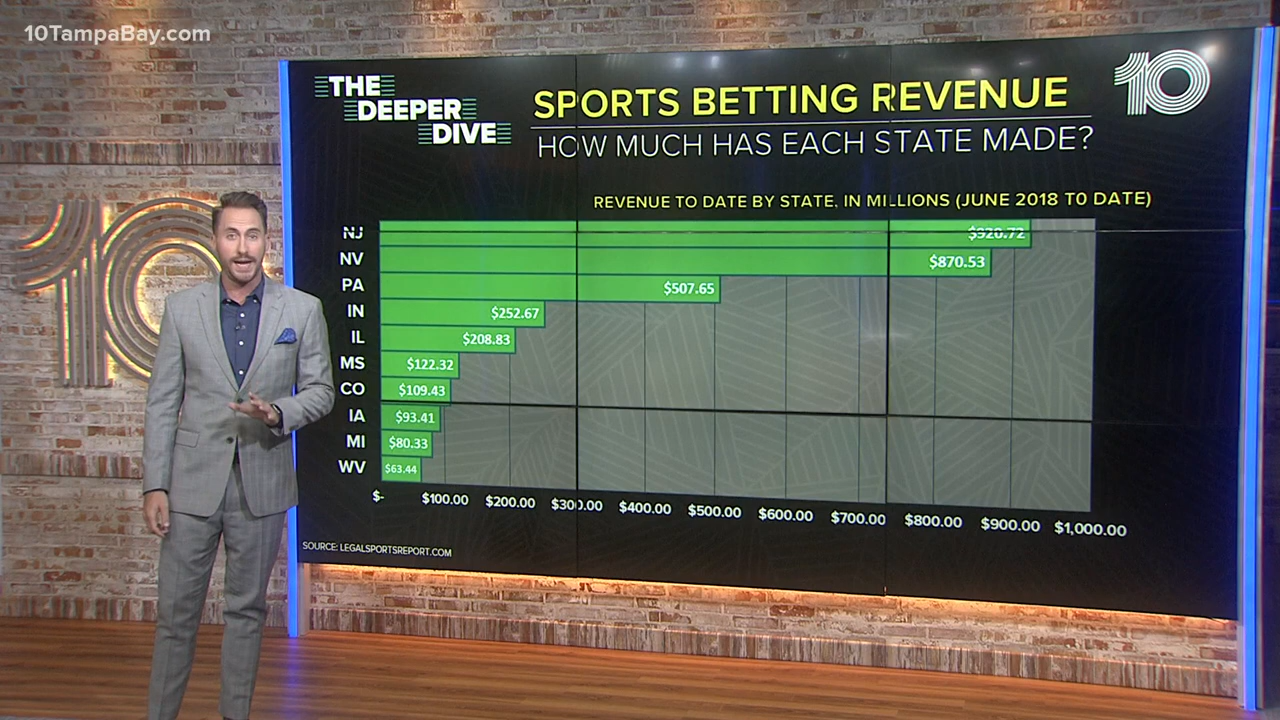 10TampaBay.com
THE
DEEPER
DIVE
SPORTS BETTING REVENUE
HOW MUCH HAS EACH STATE MADE?
10
10
REVENUE TO DATE BY STATE, IN MILLIONS (JUNE 2018 TO DATE)
NJ $920.72
NV $870.53
PA $507.65
IN $252.67
IL $208.83
MS $122.32
CO $109.43
IA $93.41
MI $80.33
WV $63.44
$- $100.00 $200.00 $300.00 $400.00 $500.00 $600.00 $700.00 $800.00 $900.00 $1,000.00
SOURCE: LEGALSPORTSREPORT.COM